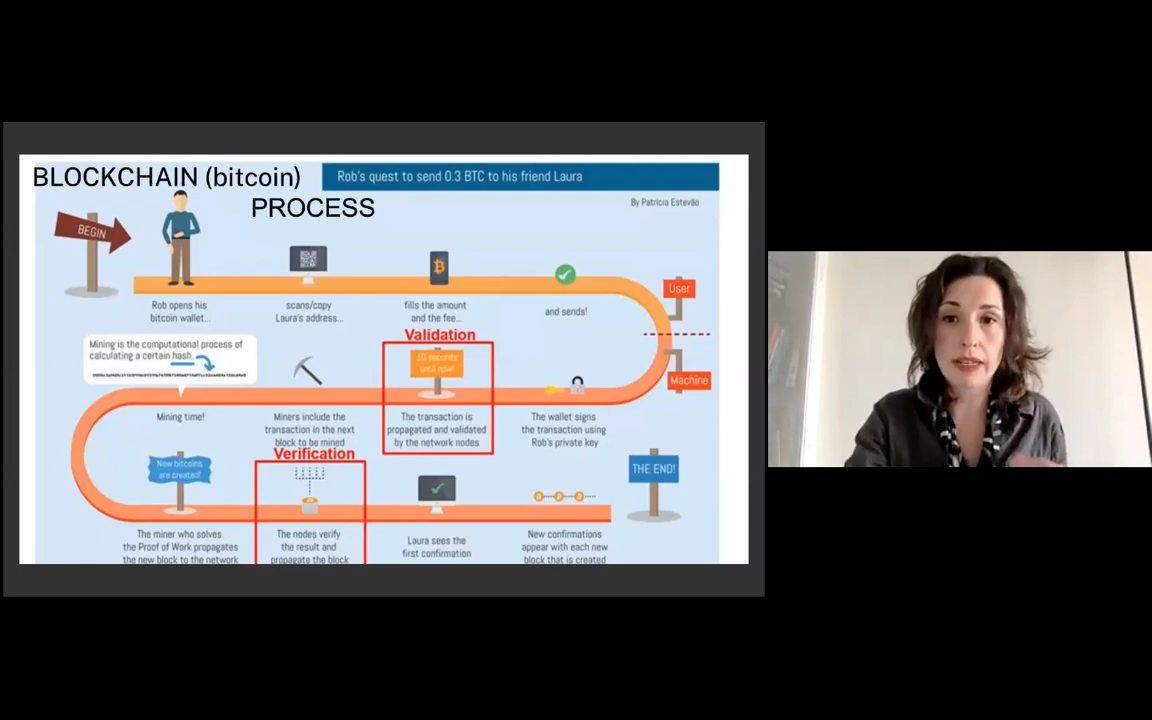 BLOCKCHAIN (bitcoin)
PROCESS
Rob's quest to send 0.3 BTC to his friend Laura
By Patricia Estevão
BEGIN
Rob opens his
bitcoin wallet...
scans/copy
Laura's address...
fills the amount
and the fee...
and sends!
User
Machine
Validation
10 seconds
until now!
Mining is the computational process of
calculating a certain hash.
Mining time!
Miners include the
transaction in the next
block to be mined
The transaction is
propagated and validated
by the network nodes
The wallet signs
the transaction using
Rob's private key
Verification
New bitcoins
are created!
THE END!
The miner who solves
the Proof of Work propagates
the new block to the network
The nodes verify
the result and
propagate the block
Laura sees the
first confirmation
New confirmations
appear with each new
block that is created